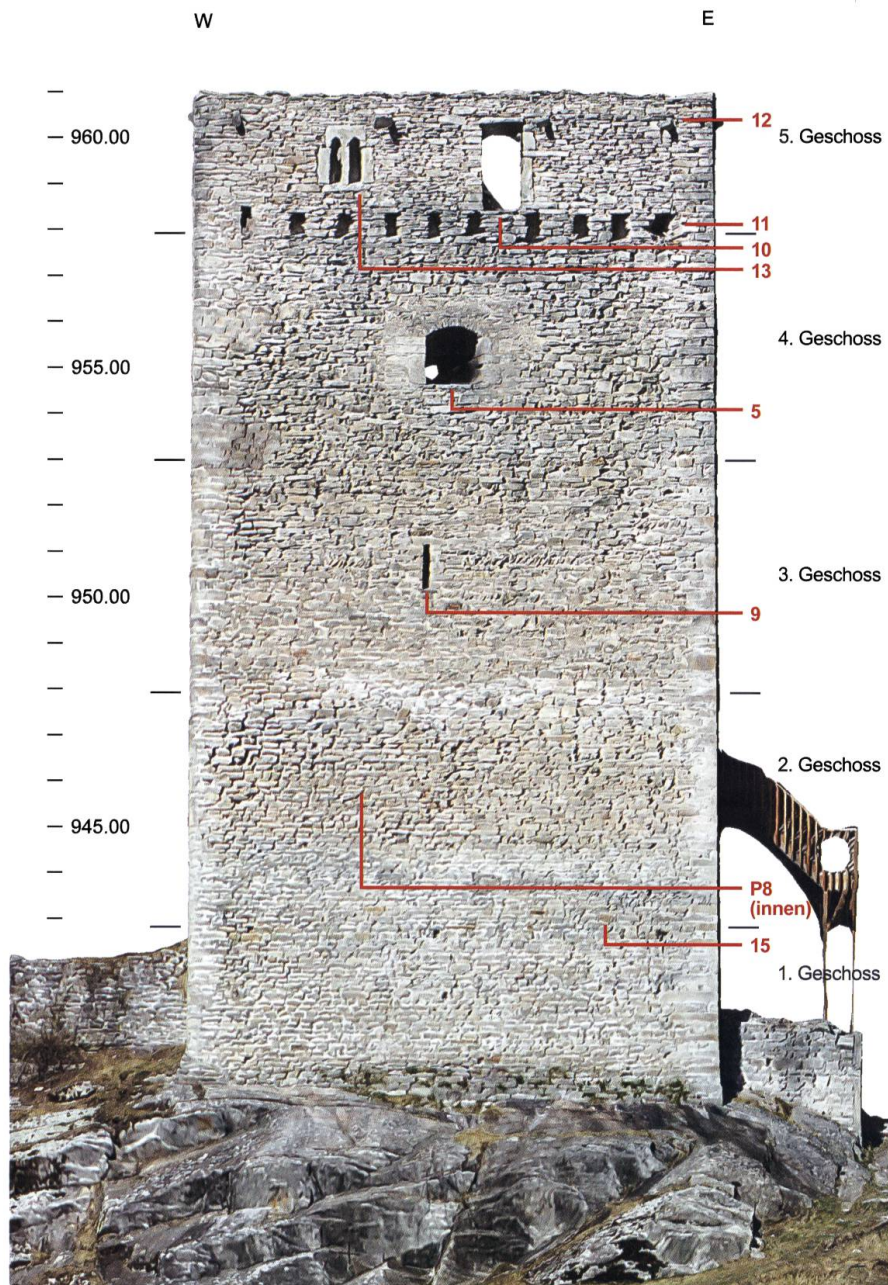 W
E
960.00
12
5. Geschoss
11
10
13
4. Geschoss
955.00
5
3. Geschoss
950.00
9
2. Geschoss
945.00
P8
(innen)
15
1. Geschoss